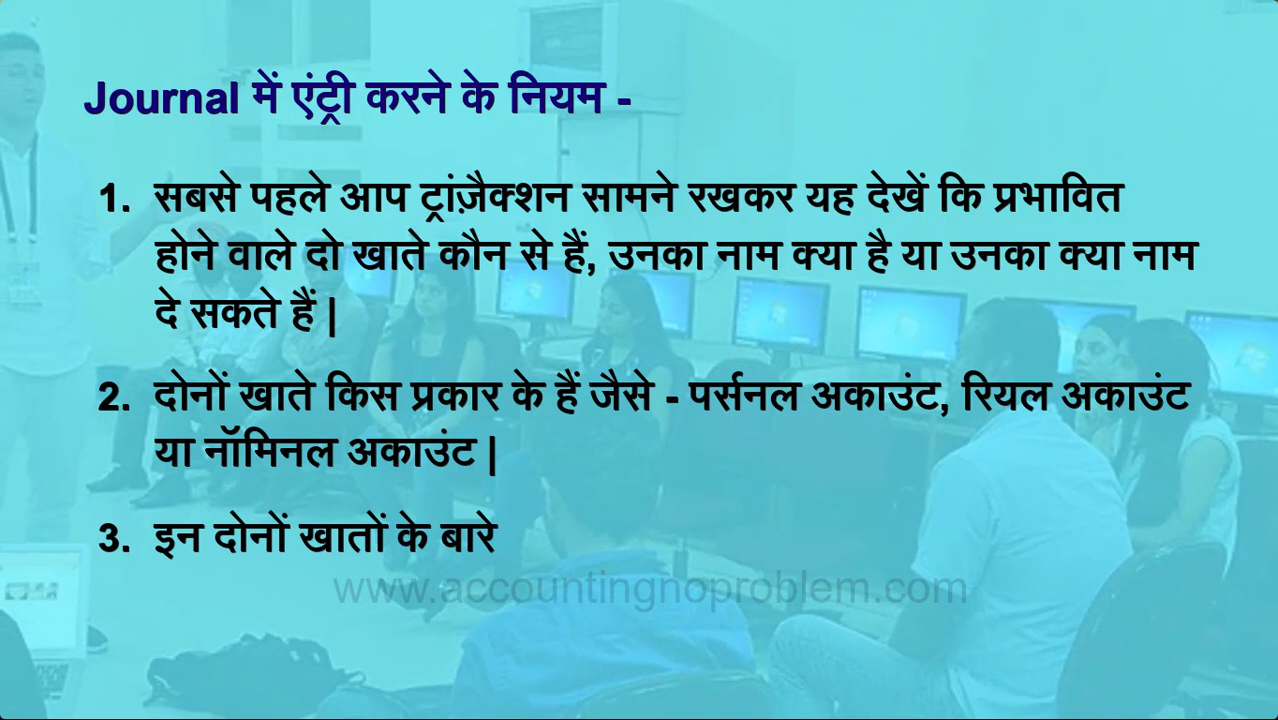 Journal में एंट्री करने के नियम -
1. सबसे पहले आप ट्रांज़ैक्शन सामने रखकर यह देखें कि प्रभावित
होने वाले दो खाते कौन से हैं, उनका नाम क्या है या उनका क्या नाम
दे सकते हैं |
2. दोनों खाते किस प्रकार के हैं जैसे - पर्सनल अकाउंट, रियल अकाउंट
या नॉमिनल अकाउंट |
3. इन दोनों खातों के बारे
www.accountingnoproblem.com